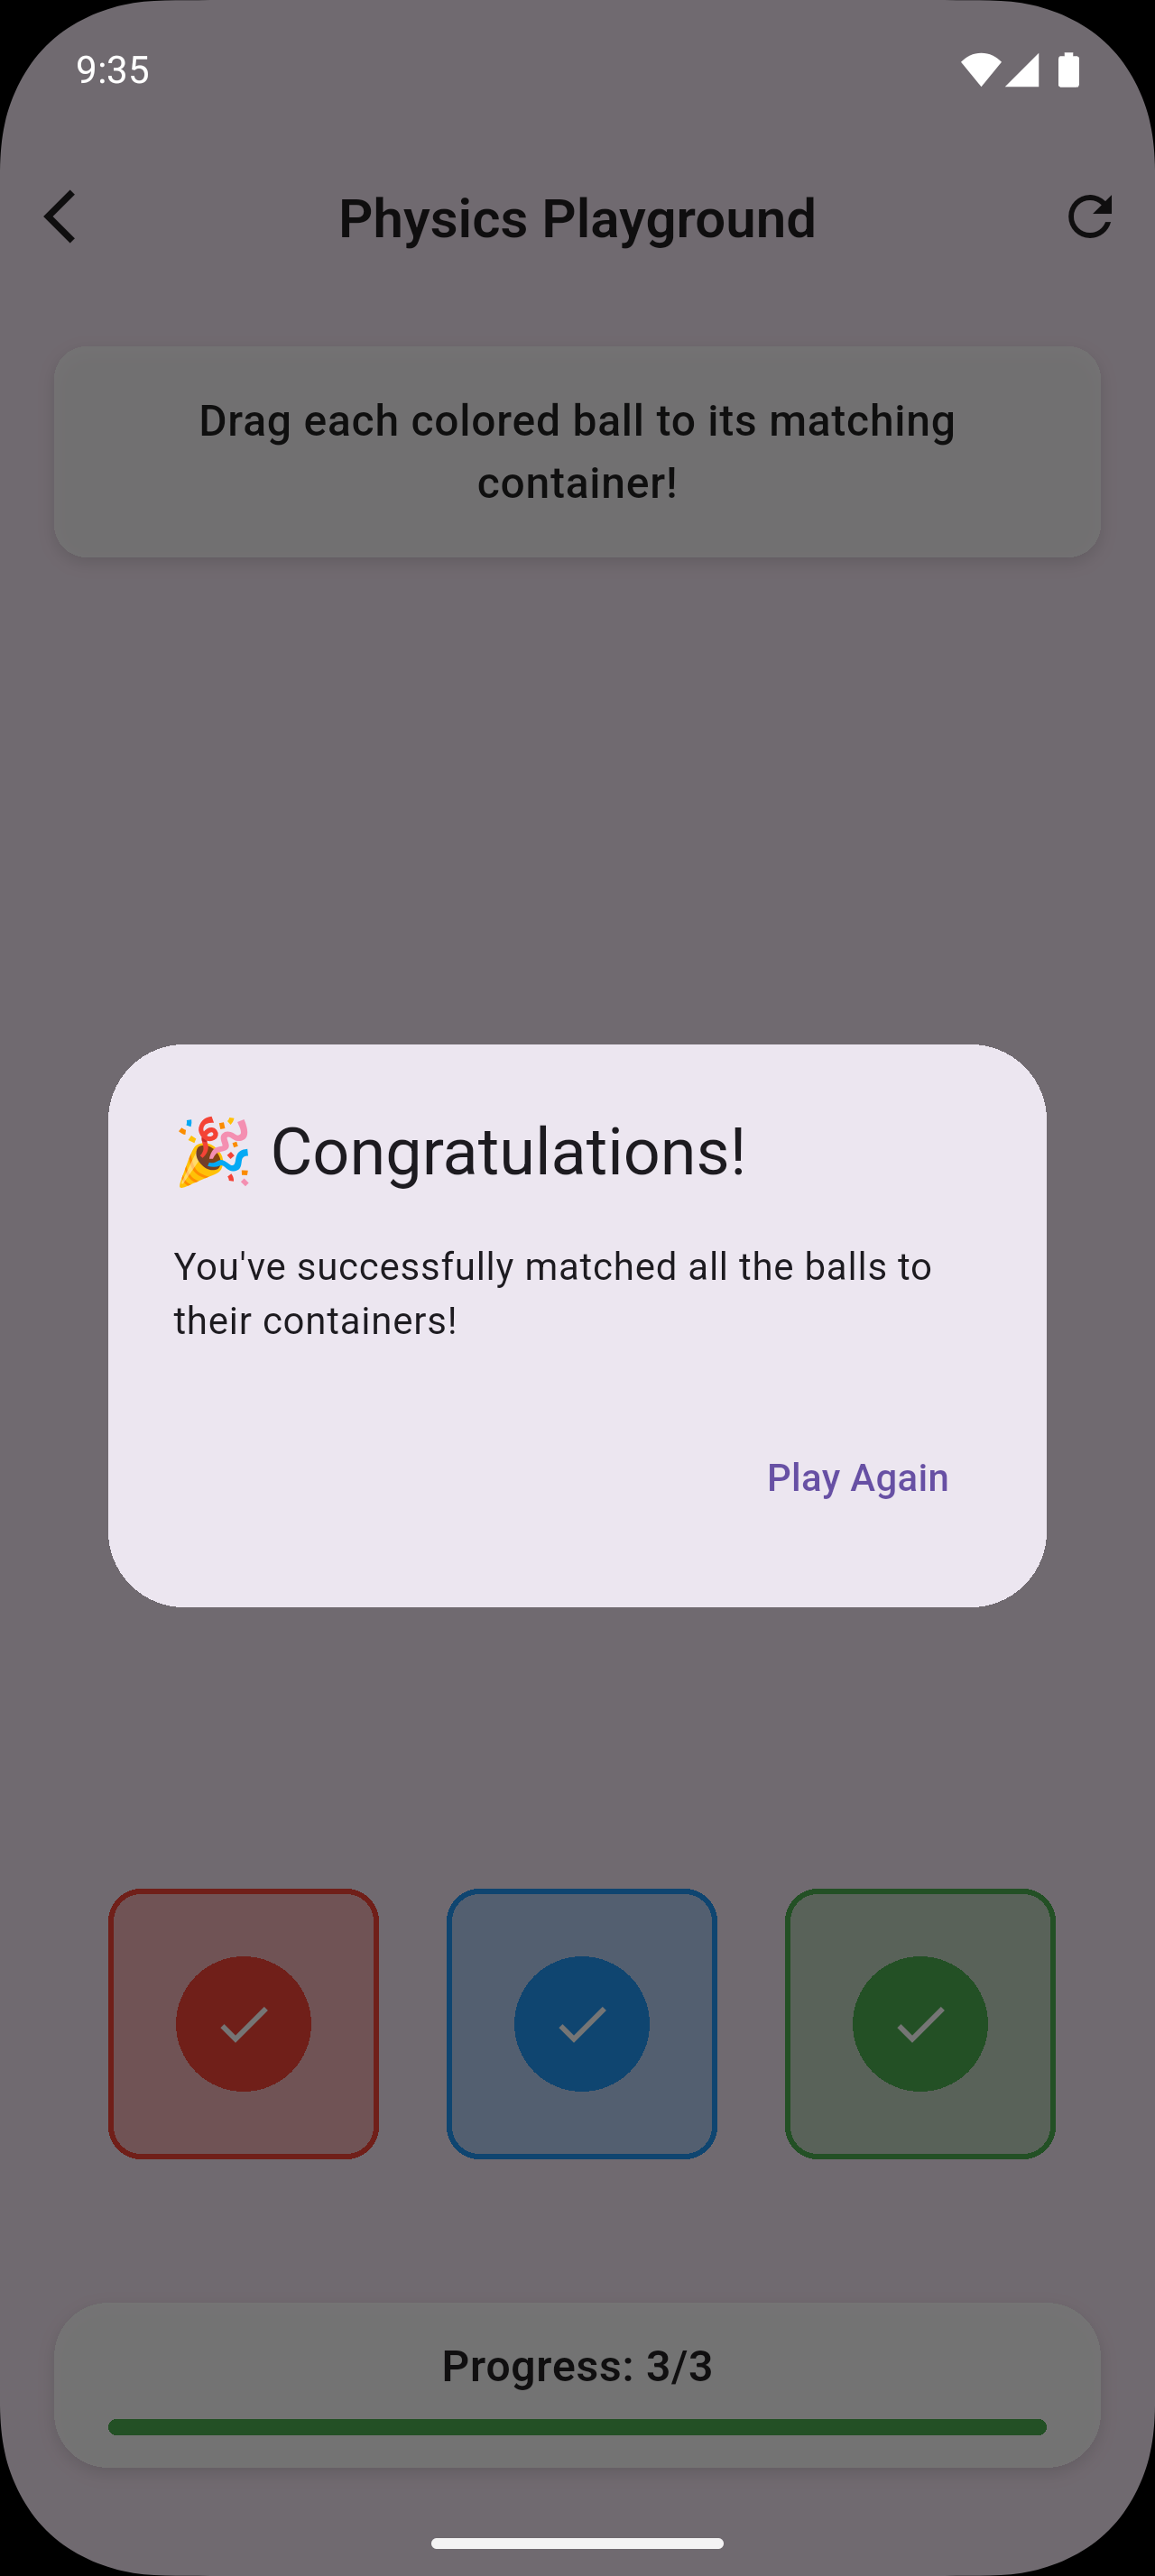 9:35
Physics Playground
Drag each colored ball to its matching
container!
🎉 Congratulations!
You've successfully matched all the balls to
their containers!
Play Again
Progress: 3/3